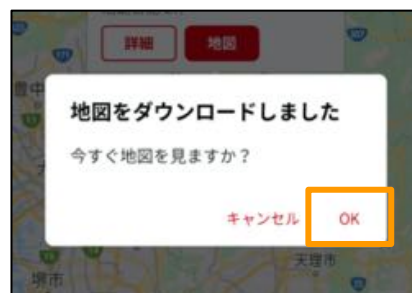 詳細 地図
豊中
地図をダウンロードしました
今すぐ地図を見ますか？
キャンセル OK
天理市
堺市